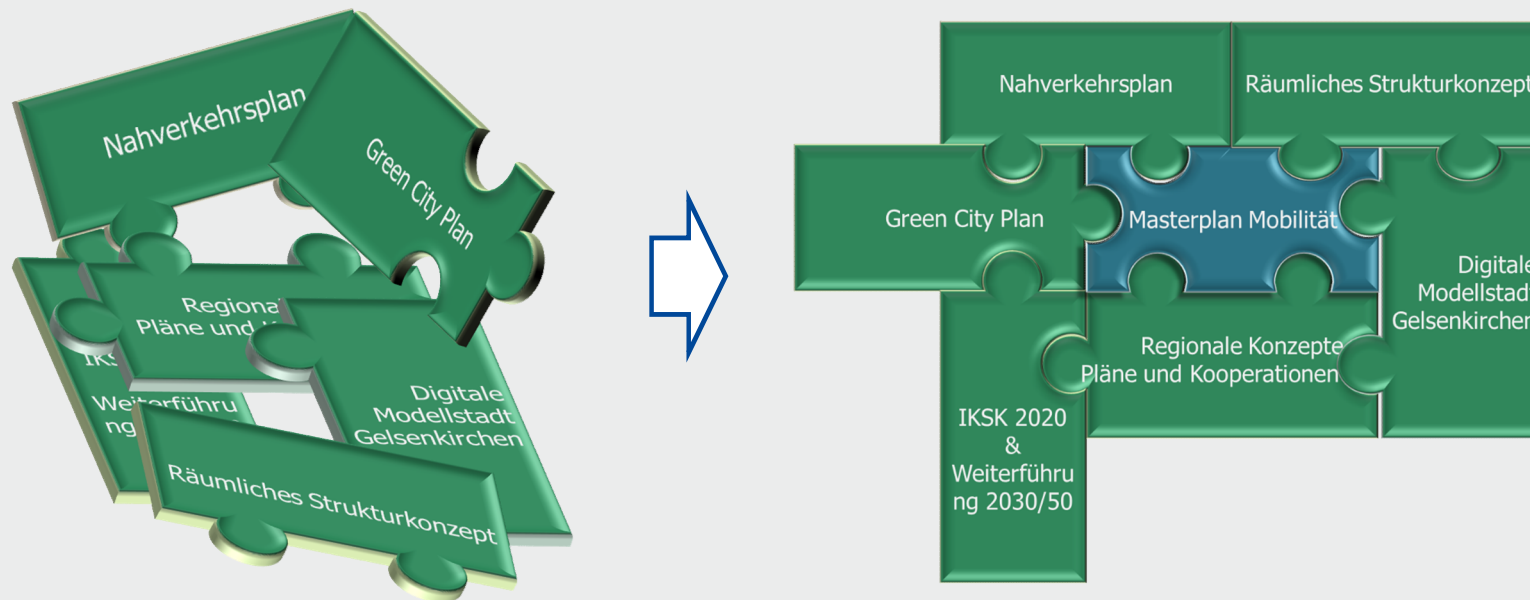 Nahverkehrsplan
Green City Plan
Regional
Pläne und
IKS
Weiterführu
ng
Digitale
Modellstadt
Gelsenkirchen
Räumliches Strukturkonzept
Nahverkehrsplan
Räumliches Strukturkonzept
Green City Plan
Masterplan Mobilität
Digitale
Modellstadt
Gelsenkirchen
Regionale Konzepte
Pläne und Kooperationen
IKSK 2020
&
Weiterführu
ng 2030/50